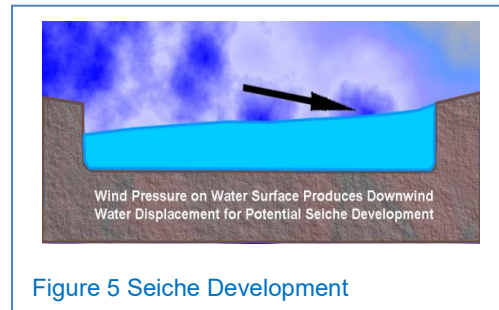 Wind Pressure on Water Surface Produces Downwind
Water Displacement for Potential Seiche Development
Figure 5 Seiche Development